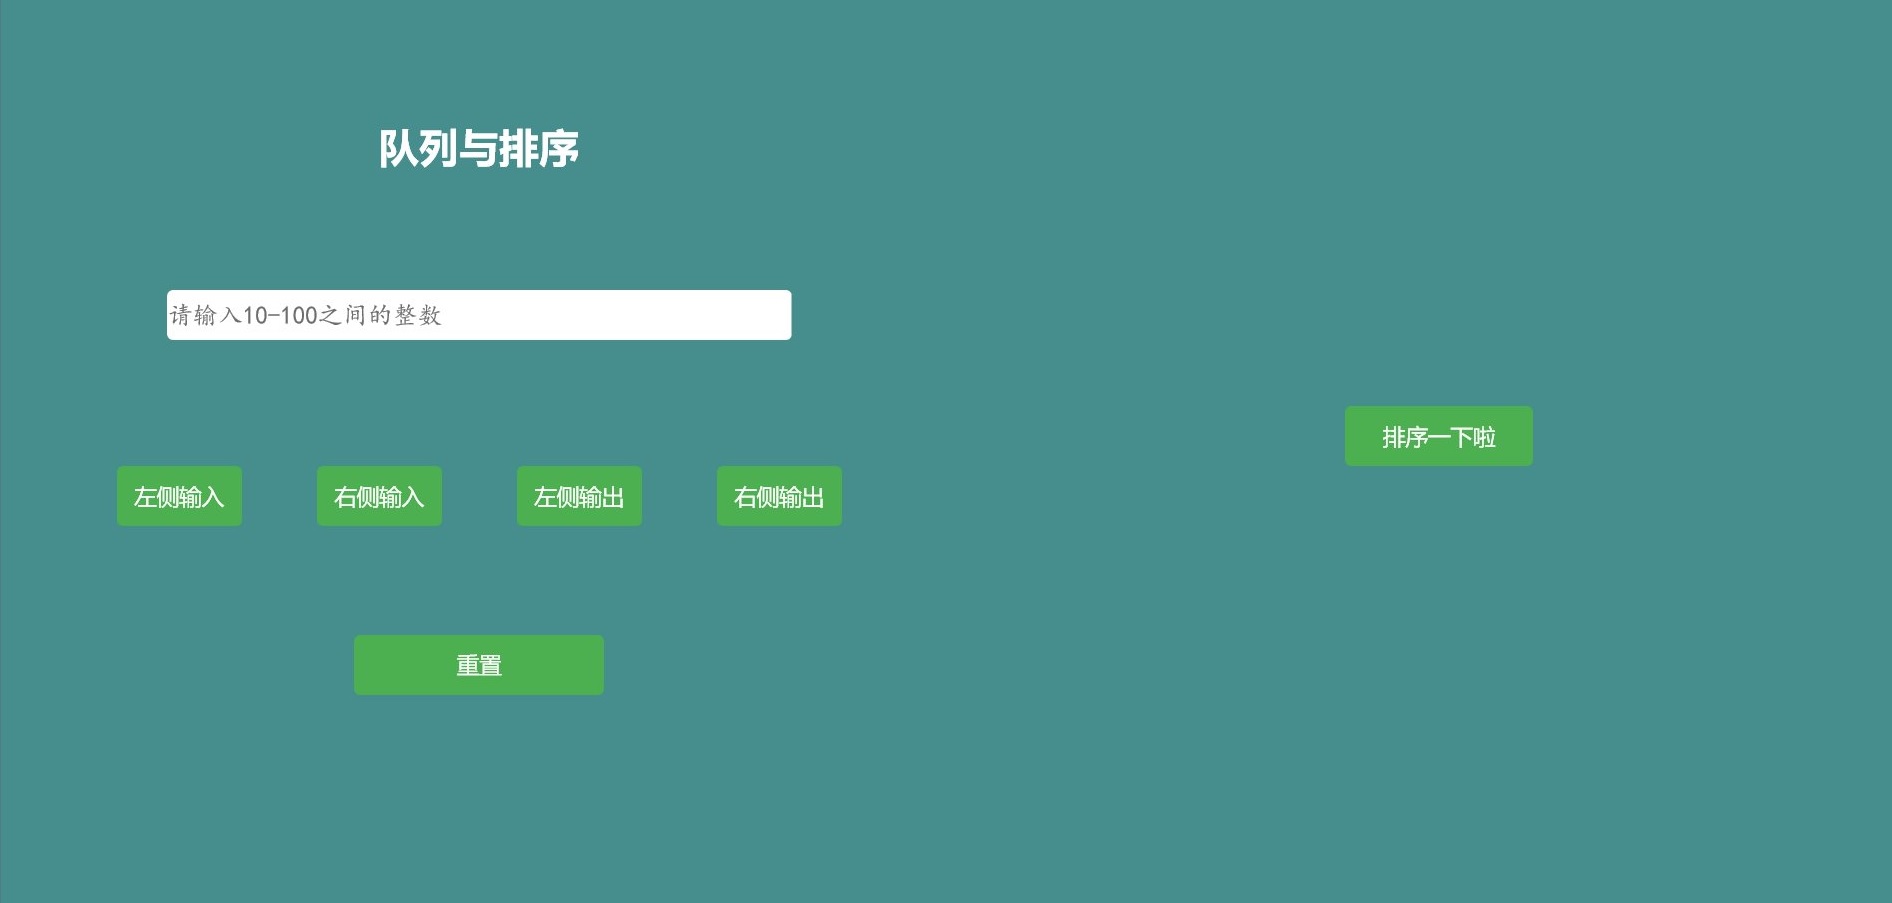 队列与排序
请输入10-100之间的整数
排序一下啦
左侧输入 右侧输入 左侧输出 右侧输出
重置